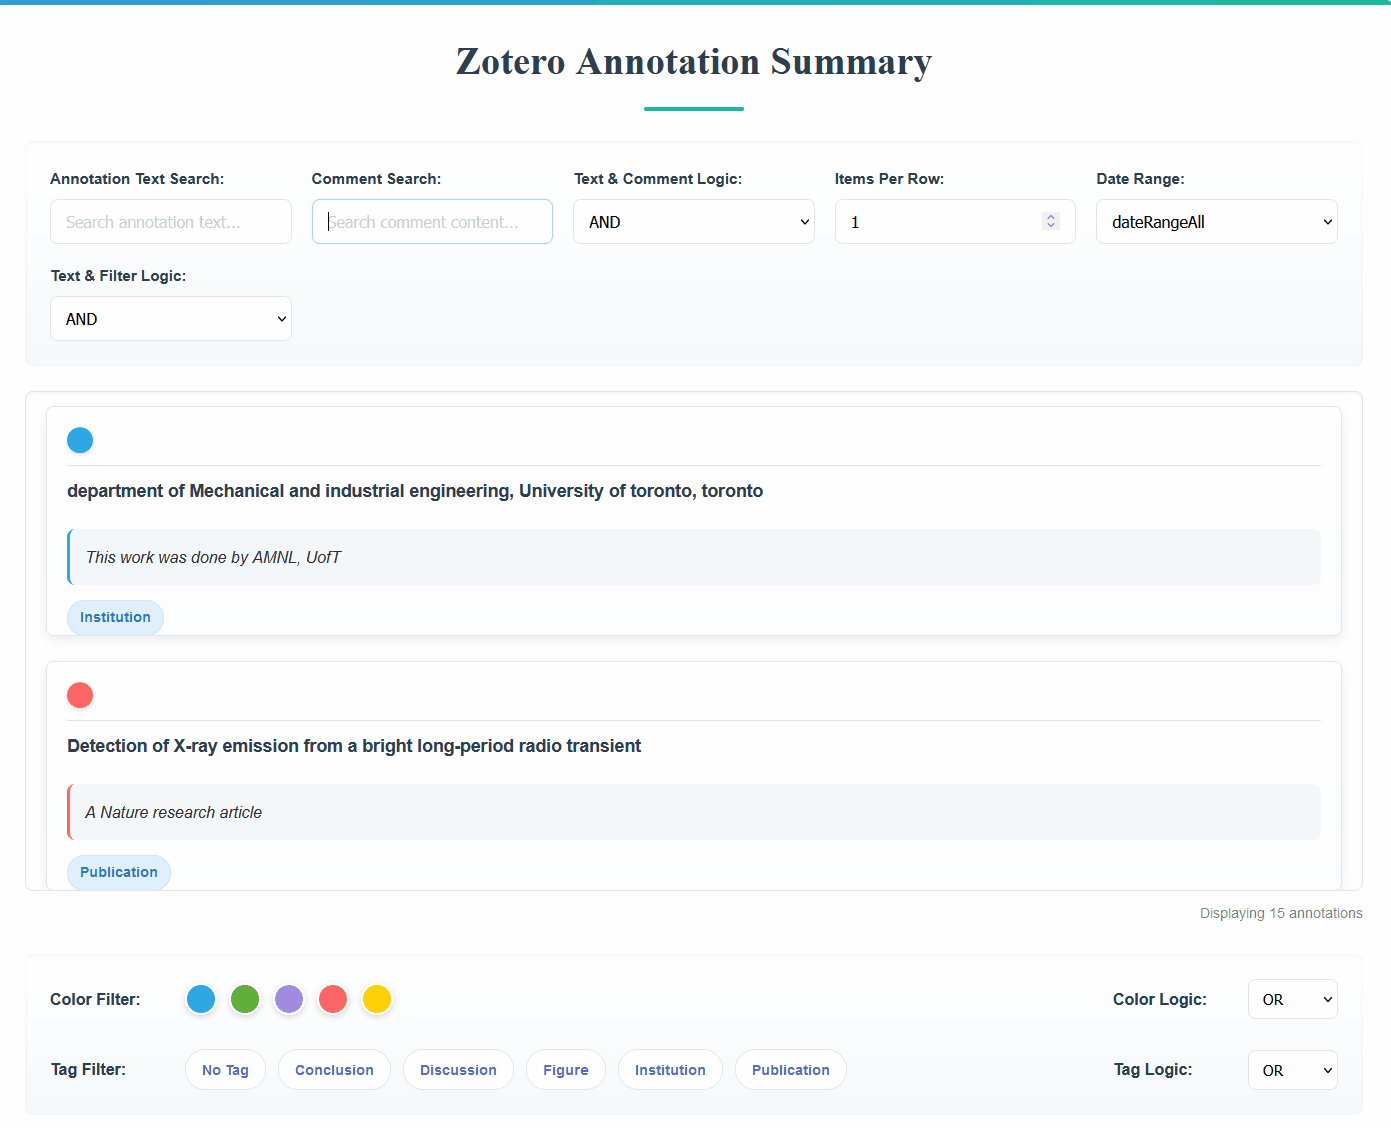 Zotero Annotation Summary
Annotation Text Search: Comment Search: Text & Comment Logic: Items Per Row: Date Range:
Search annotation text... Search comment content... AND 1 dateRangeAll
Text & Filter Logic:
AND
department of Mechanical and industrial engineering, University of toronto, toronto
This work was done by AMNL, UofT
Institution
Detection of X-ray emission from a bright long-period radio transient
A Nature research article
Publication
Displaying 15 annotations
Color Filter: Color Logic: OR
Tag Filter: No Tag Conclusion Discussion Figure Institution Publication Tag Logic: OR